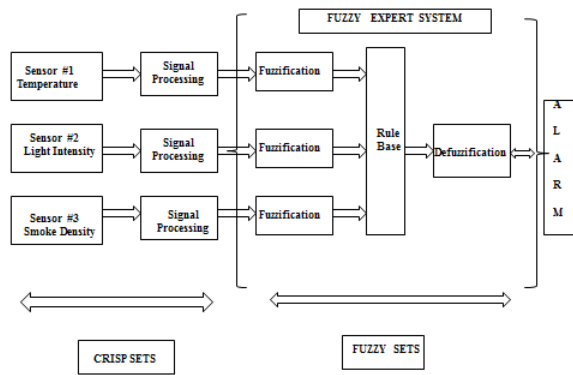 FUZZY EXPERT SYSTEM
Sensor #1
Temperature
Signal
Processing
Fuzzification
Sensor #2
Light Intensity
Signal
Processing
Fuzzification
Rule
Base
Defuzzification
A
L
A
R
M
Sensor #3
Smoke Density
Signal
Processing
Fuzzification
CRISP SETS
FUZZY SETS